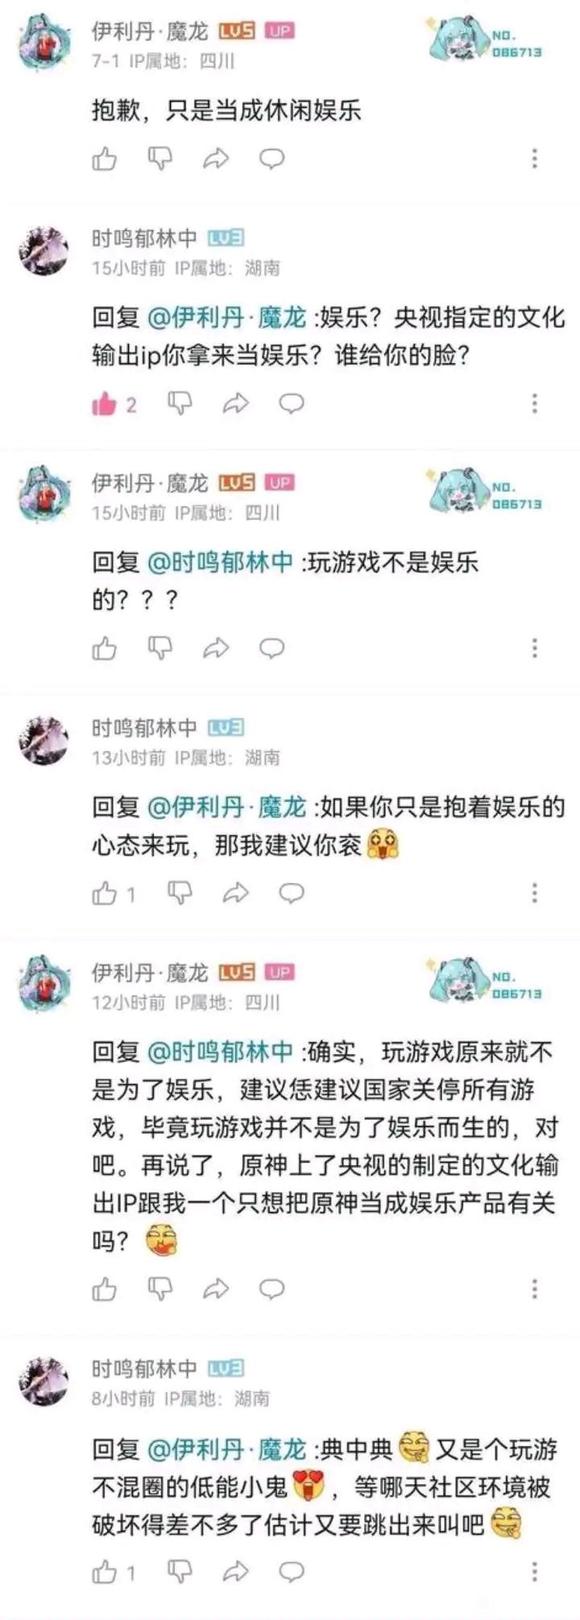 伊利丹·魔龙 LV5 UP
NO.
086713
7-1 IP属地：四川
抱歉，只是当成休闲娱乐
时鸣郁林中 LV3
15小时前 IP属地：湖南
回复 @伊利丹·魔龙 :娱乐？央视指定的文化
输出ip你拿来当娱乐？谁给你的脸？
2
伊利丹·魔龙 LV5 UP
NO.
086713
15小时前 IP属地：四川
回复 @时鸣郁林中 :玩游戏不是娱乐
的？？？
时鸣郁林中 LV3
13小时前 IP属地：湖南
回复 @伊利丹·魔龙 :如果你只是抱着娱乐的
心态来玩，那我建议你衮
1
伊利丹·魔龙 LV5 UP
NO.
086713
12小时前 IP属地：四川
回复 @时鸣郁林中 :确实，玩游戏原来就不
是为了娱乐，建议恁建议国家关停所有游
戏，毕竟玩游戏并不是为了娱乐而生的，对
吧。再说了，原神上了央视的制定的文化输
出IP跟我一个只想把原神当成娱乐产品有关
吗？
时鸣郁林中 LV3
8小时前 IP属地：湖南
回复 @伊利丹·魔龙 :典中典 又是个玩游
不混圈的低能小鬼 ，等哪天社区环境被
破坏得差不多了估计又要跳出来叫吧
1